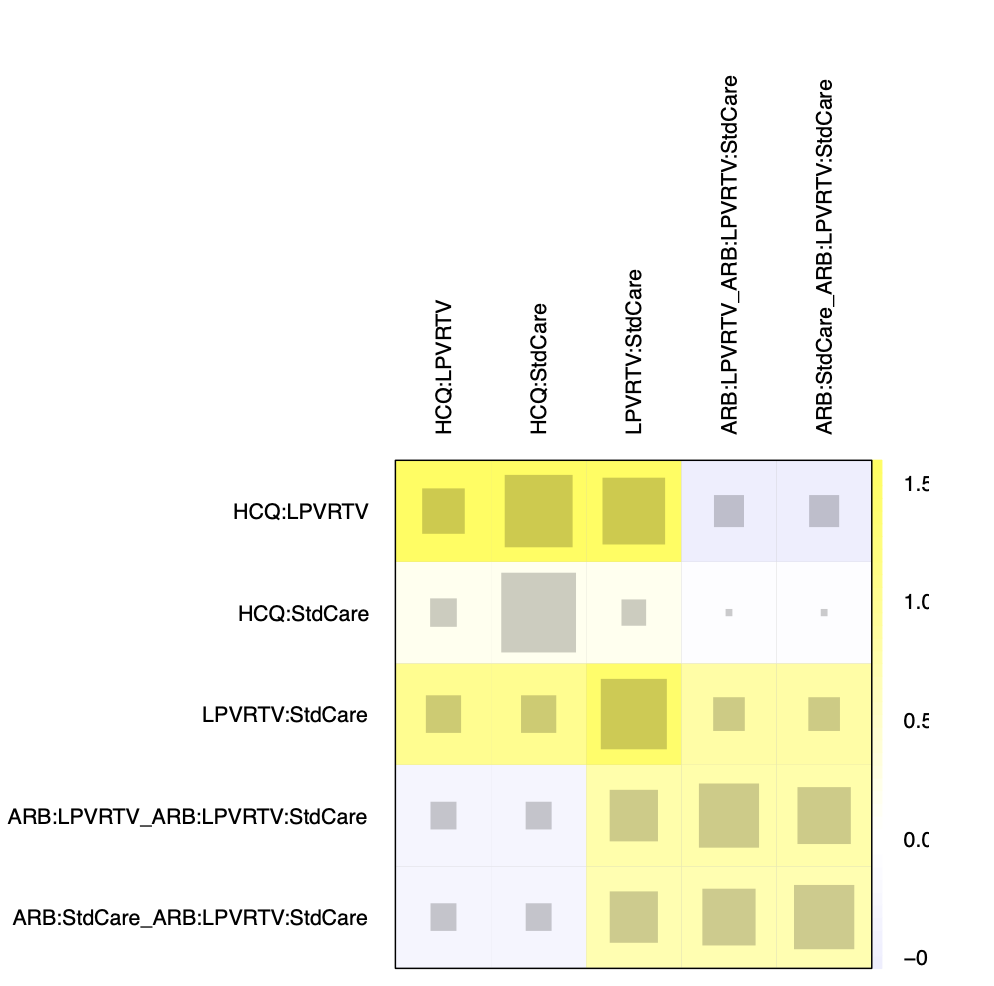 HCQ:LPVRTV
HCQ:StdCare
LPVRTV:StdCare
ARB:LPVRTV_ARB:LPVRTV:StdCare
ARB:StdCare_ARB:LPVRTV:StdCare
HCQ:LPVRTV
HCQ:StdCare
LPVRTV:StdCare
ARB:LPVRTV_ARB:LPVRTV:StdCare
ARB:StdCare_ARB:LPVRTV:StdCare
1.5
1.0
0.5
0.0
−0